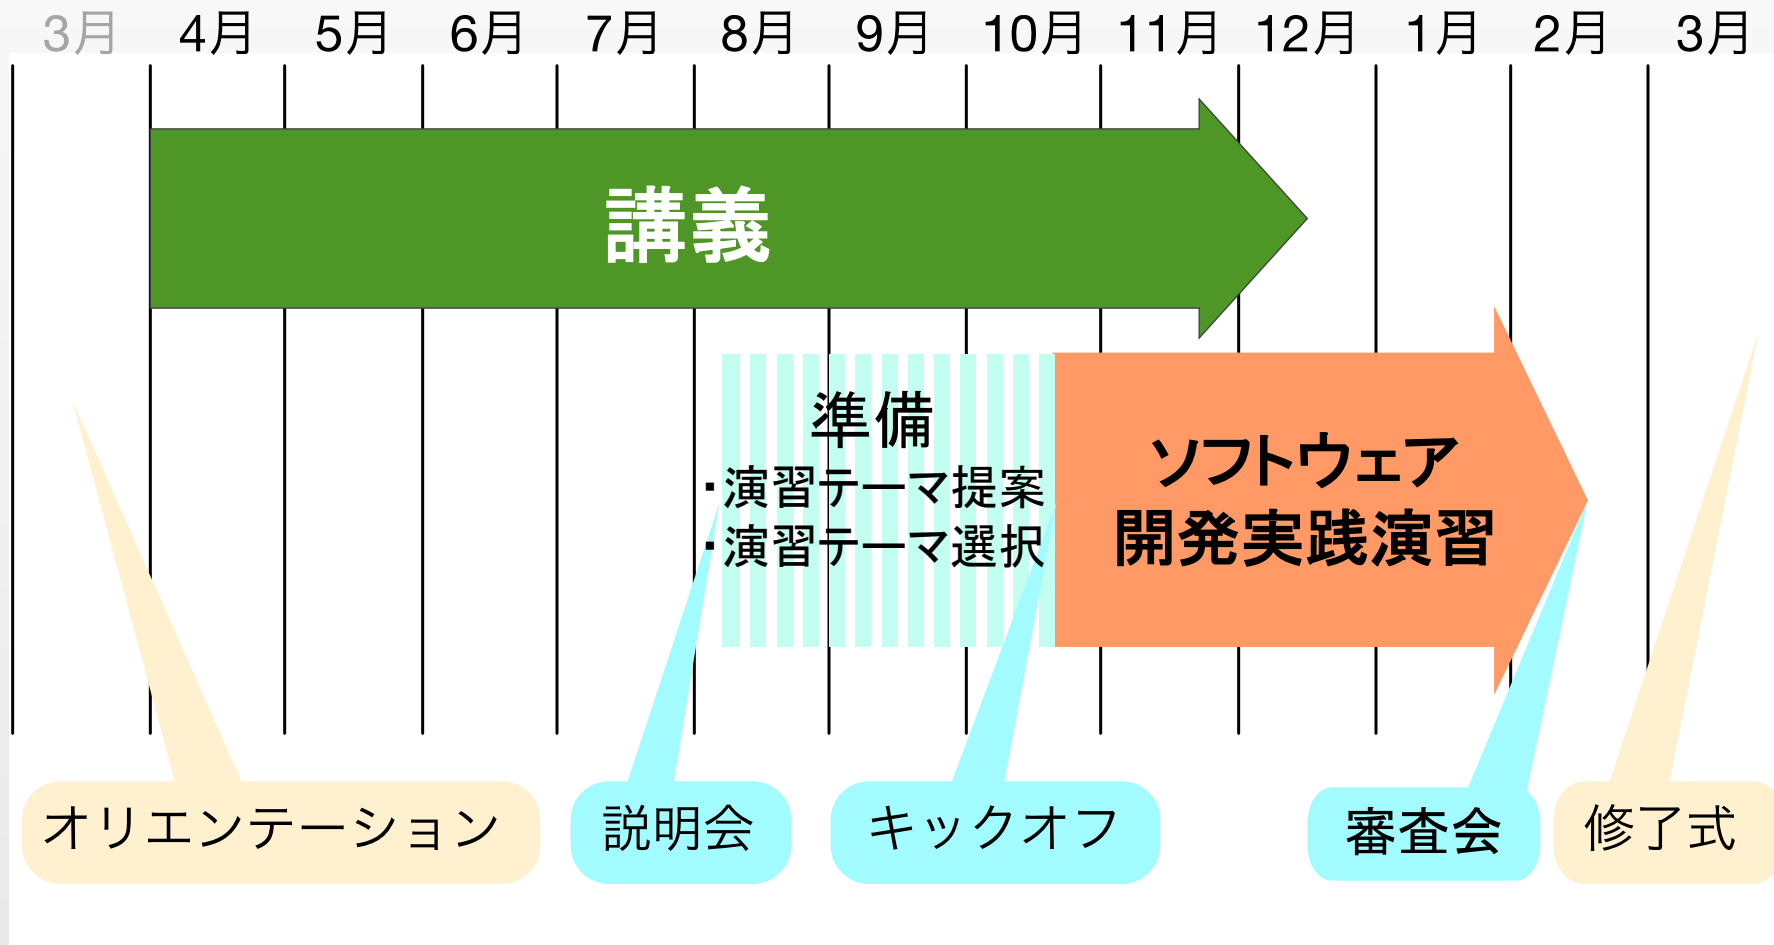 3月 4月 5月 6月 7月 8月 9月 10月 11月 12月 1月 2月 3月
講義
準備
・演習テーマ提案
・演習テーマ選択
ソフトウェア
開発実践演習
オリエンテーション
説明会
キックオフ
審査会
修了式